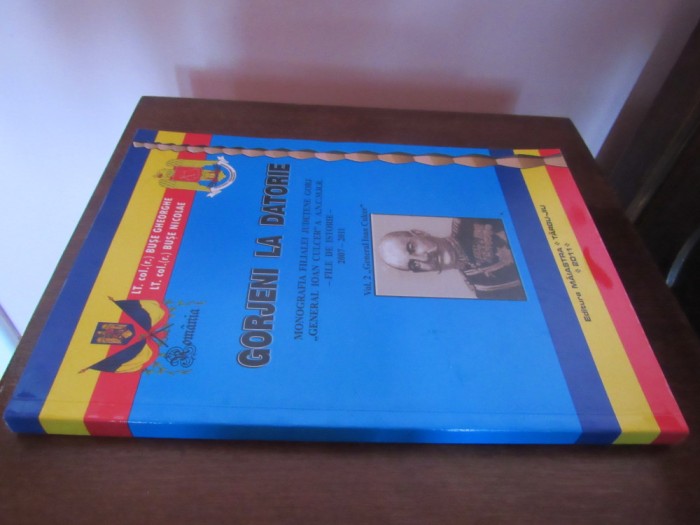 LT. col.(r.) BUSE GHEORGHE
LT. col.(r.) BUSE NICOLAE
România
GORJENI LA DATORIE
MONOGRAFIA FILIALEI JUDEŢENE GORJ
„GENERAL IOAN CULCER” A A.N.C.M.R.R
- FILE DE ISTORIE -
2007 - 2011
Vol. 2 „General Ioan Culcer”
Editura MĂIASTRA * TÂRGU-JIU
* 2011 *